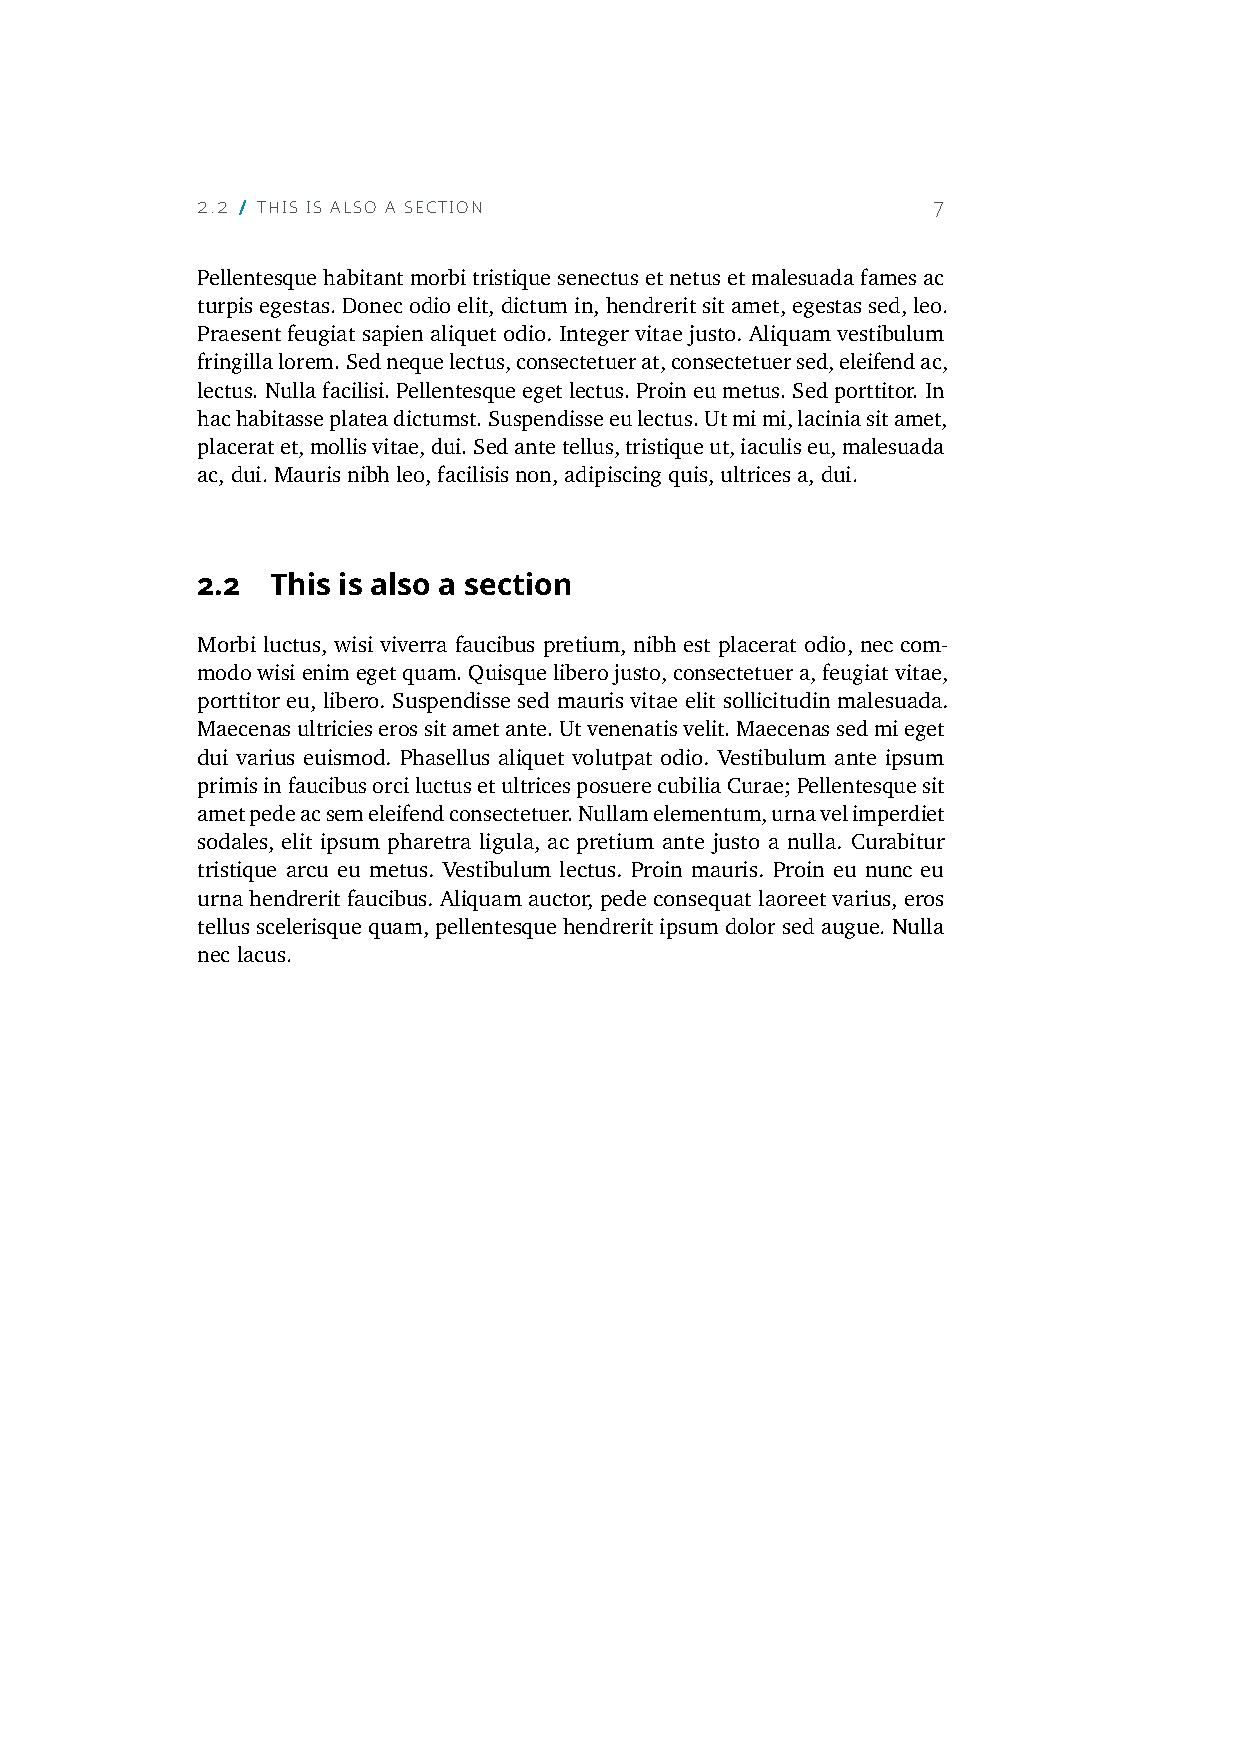 2.2 / THIS IS ALSO A SECTION 7
Pellentesque habitant morbi tristique senectus et netus et malesuada fames ac
turpis egestas. Donec odio elit, dictum in, hendrerit sit amet, egestas sed, leo.
Praesent feugiat sapien aliquet odio. Integer vitae justo. Aliquam vestibulum
fringilla lorem. Sed neque lectus, consectetuer at, consectetuer sed, eleifend ac,
lectus. Nulla facilisi. Pellentesque eget lectus. Proin eu metus. Sed porttitor. In
hac habitasse platea dictumst. Suspendisse eu lectus. Ut mi mi, lacinia sit amet,
placerat et, mollis vitae, dui. Sed ante tellus, tristique ut, iaculis eu, malesuada
ac, dui. Mauris nibh leo, facilisis non, adipiscing quis, ultrices a, dui.
2.2 This is also a section
Morbi luctus, wisi viverra faucibus pretium, nibh est placerat odio, nec com-
modo wisi enim eget quam. Quisque libero justo, consectetuer a, feugiat vitae,
porttitor eu, libero. Suspendisse sed mauris vitae elit sollicitudin malesuada.
Maecenas ultricies eros sit amet ante. Ut venenatis velit. Maecenas sed mi eget
dui varius euismod. Phasellus aliquet volutpat odio. Vestibulum ante ipsum
primis in faucibus orci luctus et ultrices posuere cubilia Curae; Pellentesque sit
amet pede ac sem eleifend consectetuer. Nullam elementum, urna vel imperdiet
sodales, elit ipsum pharetra ligula, ac pretium ante justo a nulla. Curabitur
tristique arcu eu metus. Vestibulum lectus. Proin mauris. Proin eu nunc eu
urna hendrerit faucibus. Aliquam auctor, pede consequat laoreet varius, eros
tellus scelerisque quam, pellentesque hendrerit ipsum dolor sed augue. Nulla
nec lacus.